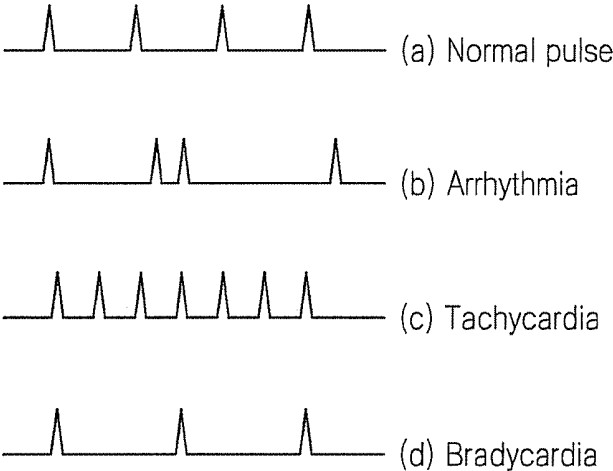 (a) Normal pulse
(b) Arrhythmia
(c) Tachycardia
(d) Bradycardia